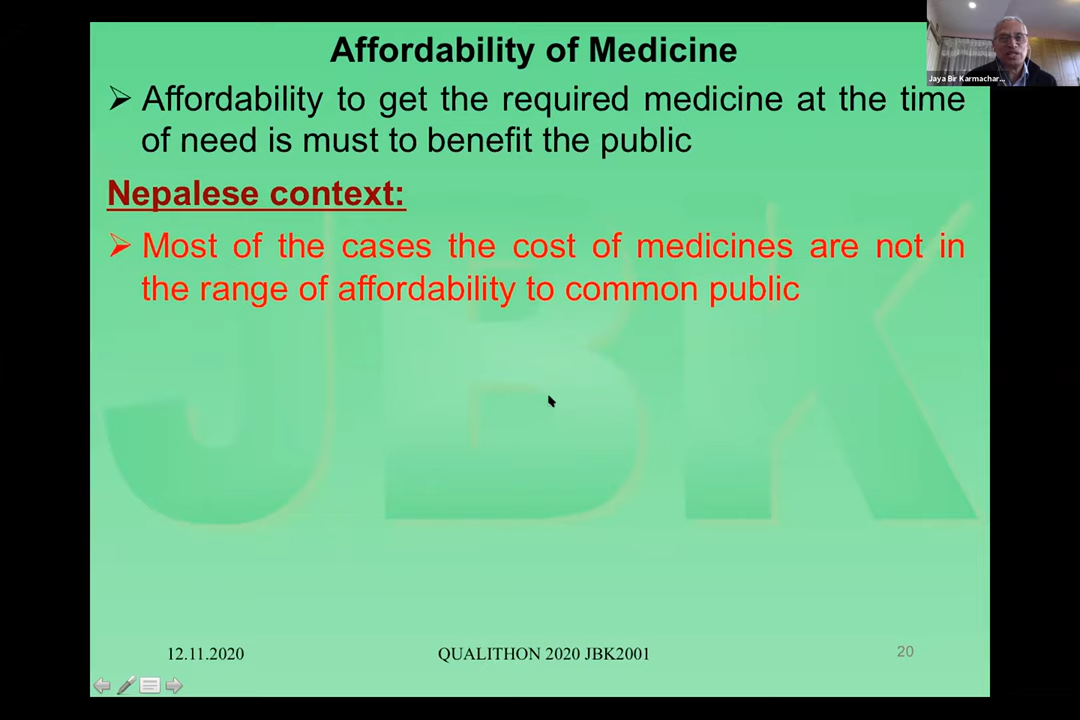 Affordability of Medicine
Jaya Bir Karmachar...
➢ Affordability to get the required medicine at the time
of need is must to benefit the public
Nepalese context:
➢ Most of the cases the cost of medicines are not in
the range of affordability to common public
JBK
12.11.2020
QUALITHON 2020 JBK2001
20